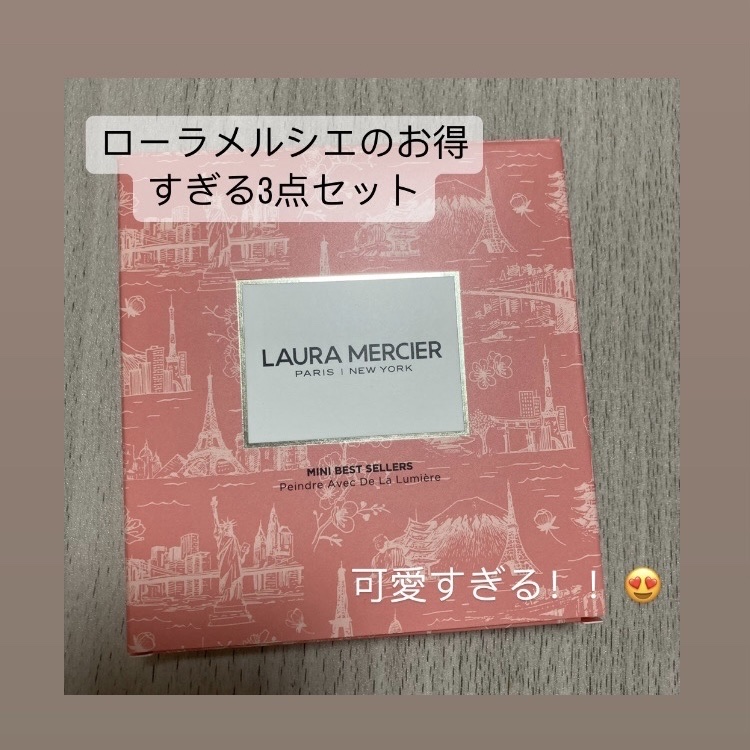 ローラメルシエのお得
すぎる3点セット
LAURA MERCIER
PARIS | NEW YORK
MINI BEST SELLERS
Peindre Avec De La Lumière
可愛すぎる！！😍